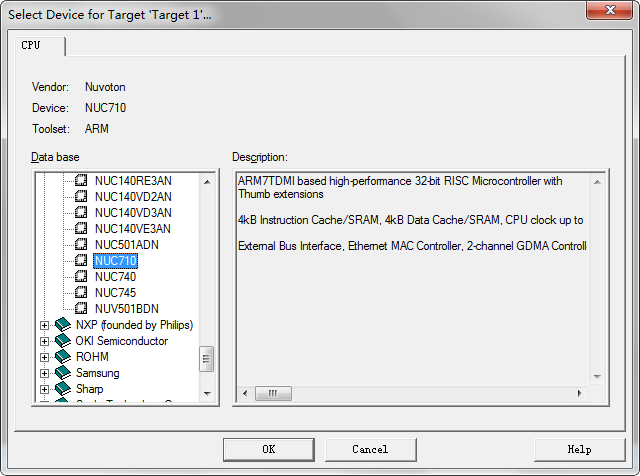 Select Device for Target 'Target 1'...
CPU
Vendor: Nuvoton
Device: NUC710
Toolset: ARM
Data base
Description:
NUC140RE3AN
NUC140VD2AN
NUC140VD3AN
NUC140VE3AN
NUC501ADN
NUC710
NUC740
NUC745
NUV501BDN
NXP (founded by Philips)
OKI Semiconductor
ROHM
Samsung
Sharp
ARM7TDMI based high-performance 32-bit RISC Microcontroller with
Thumb extensions
4kB Instruction Cache/SRAM, 4kB Data Cache/SRAM, CPU clock up to
External Bus Interface, Ethernet MAC Controller, 2-channel GDMA Controll
OK
Cancel
Help